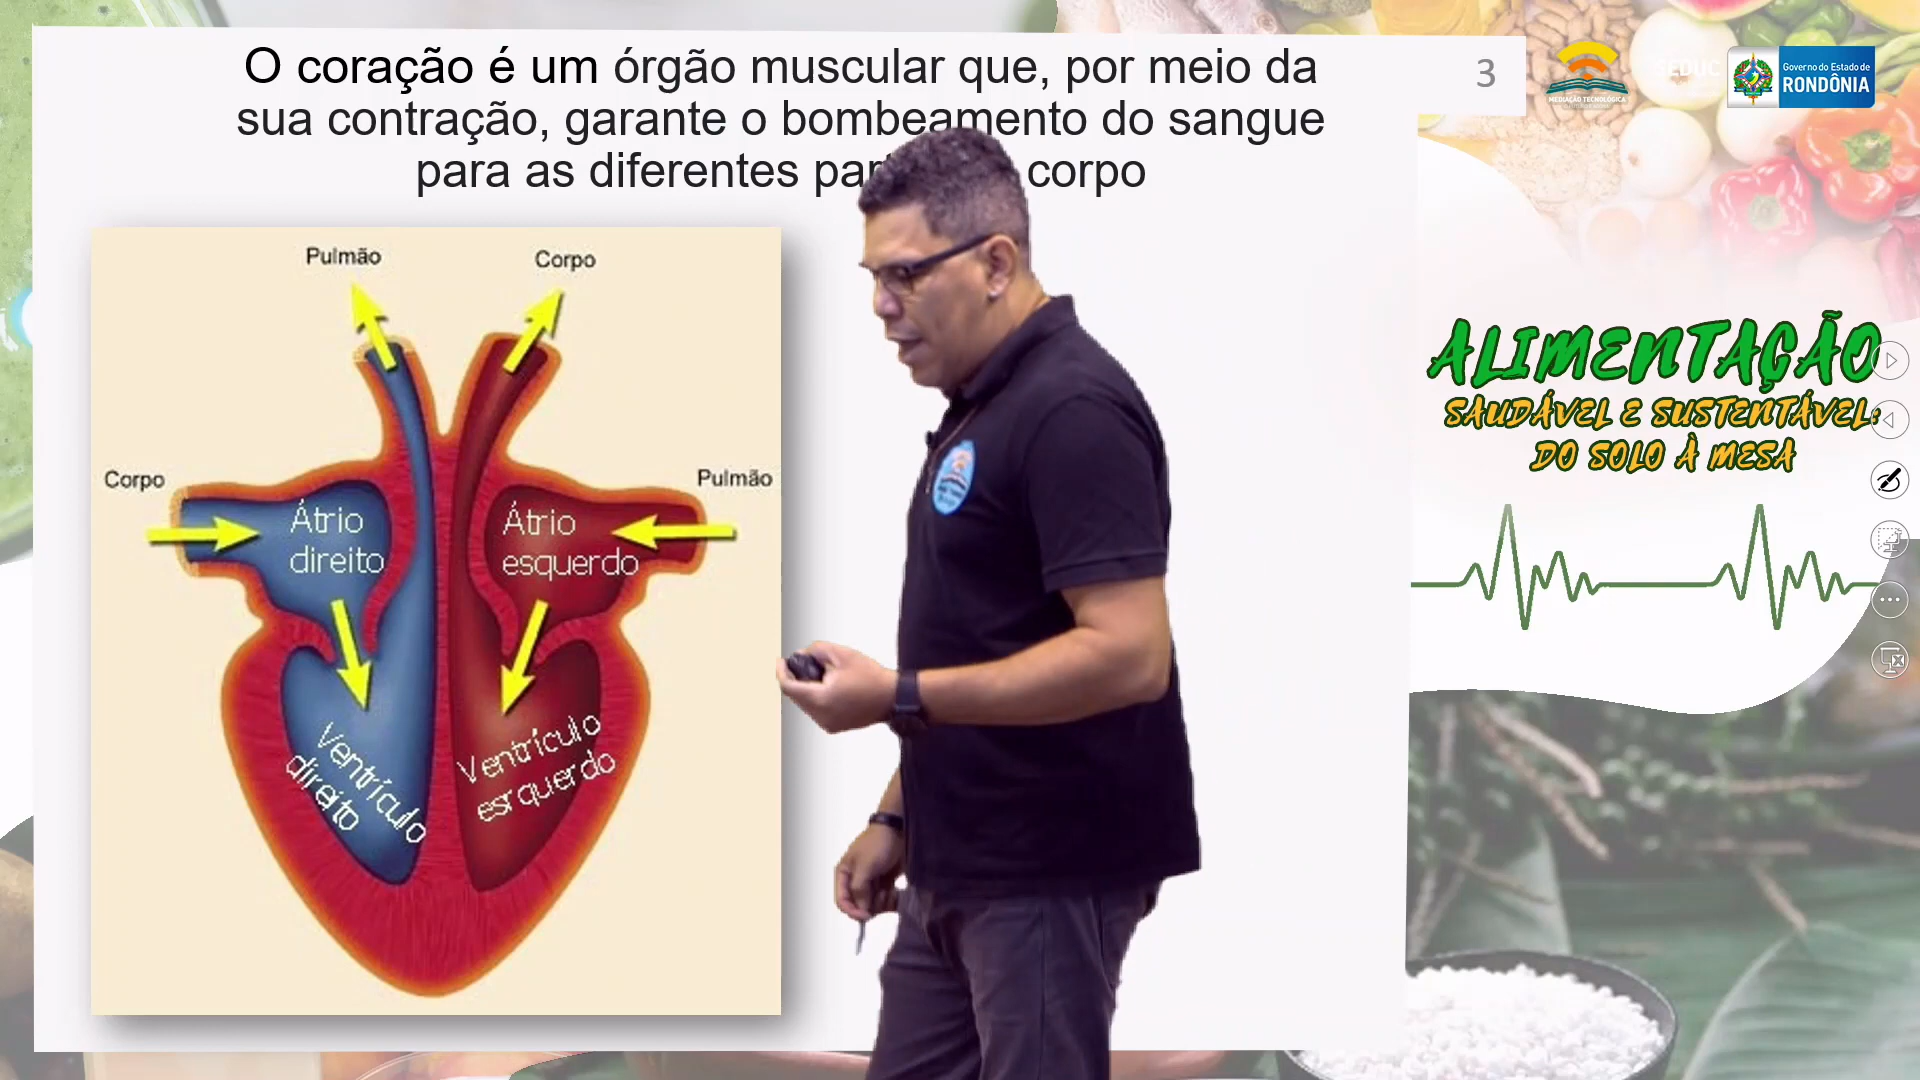 O coração é um órgão muscular que, por meio da
sua contração, garante o bombeamento do sangue
para as diferentes corpo
3
MEDIAÇÃO TECNOLÓGICA
Governo do Estado de
RONDÔNIA
Pulmão
Corpo
Corpo
Pulmão
Átrio
direito
Átrio
esquerdo
Ventrículo
direito
Ventrículo
esquerdo
ALIMENTAÇÃO
SAUDÁVEL E SUSTENTÁVEL:
DO SOLO À MESA